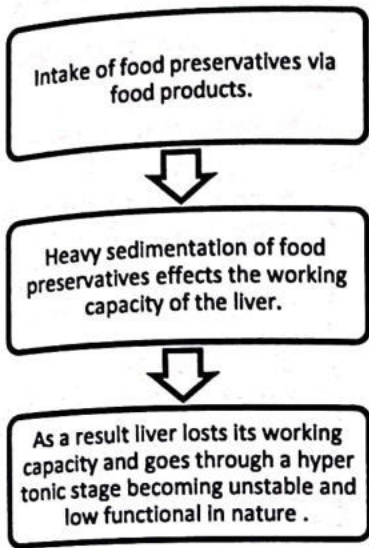 Intake of food preservatives via
food products.
Heavy sedimentation of food
preservatives effects the working
capacity of the liver.
As a result liver losts its working
capacity and goes through a hyper
tonic stage becoming unstable and
low functional in nature .